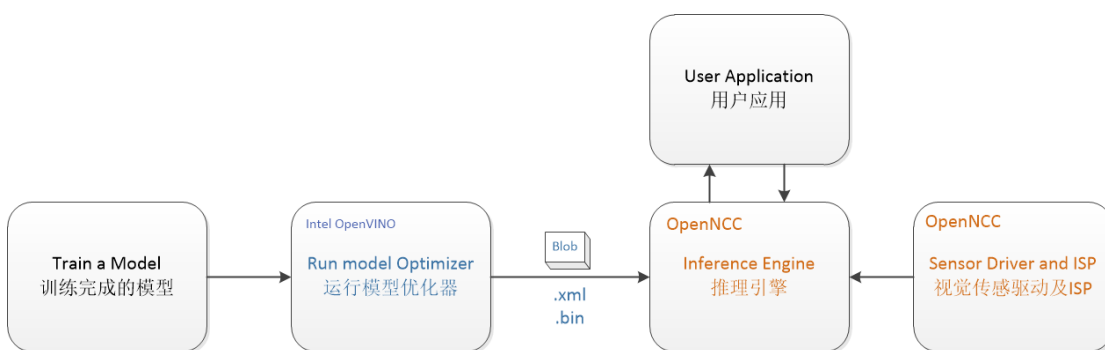 User Application
用户应用
Train a Model
训练完成的模型
Intel OpenVINO
Run model Optimizer
运行模型优化器
Blob
.xml
.bin
OpenNCC
Inference Engine
推理引擎
OpenNCC
Sensor Driver and ISP
视觉传感驱动及ISP